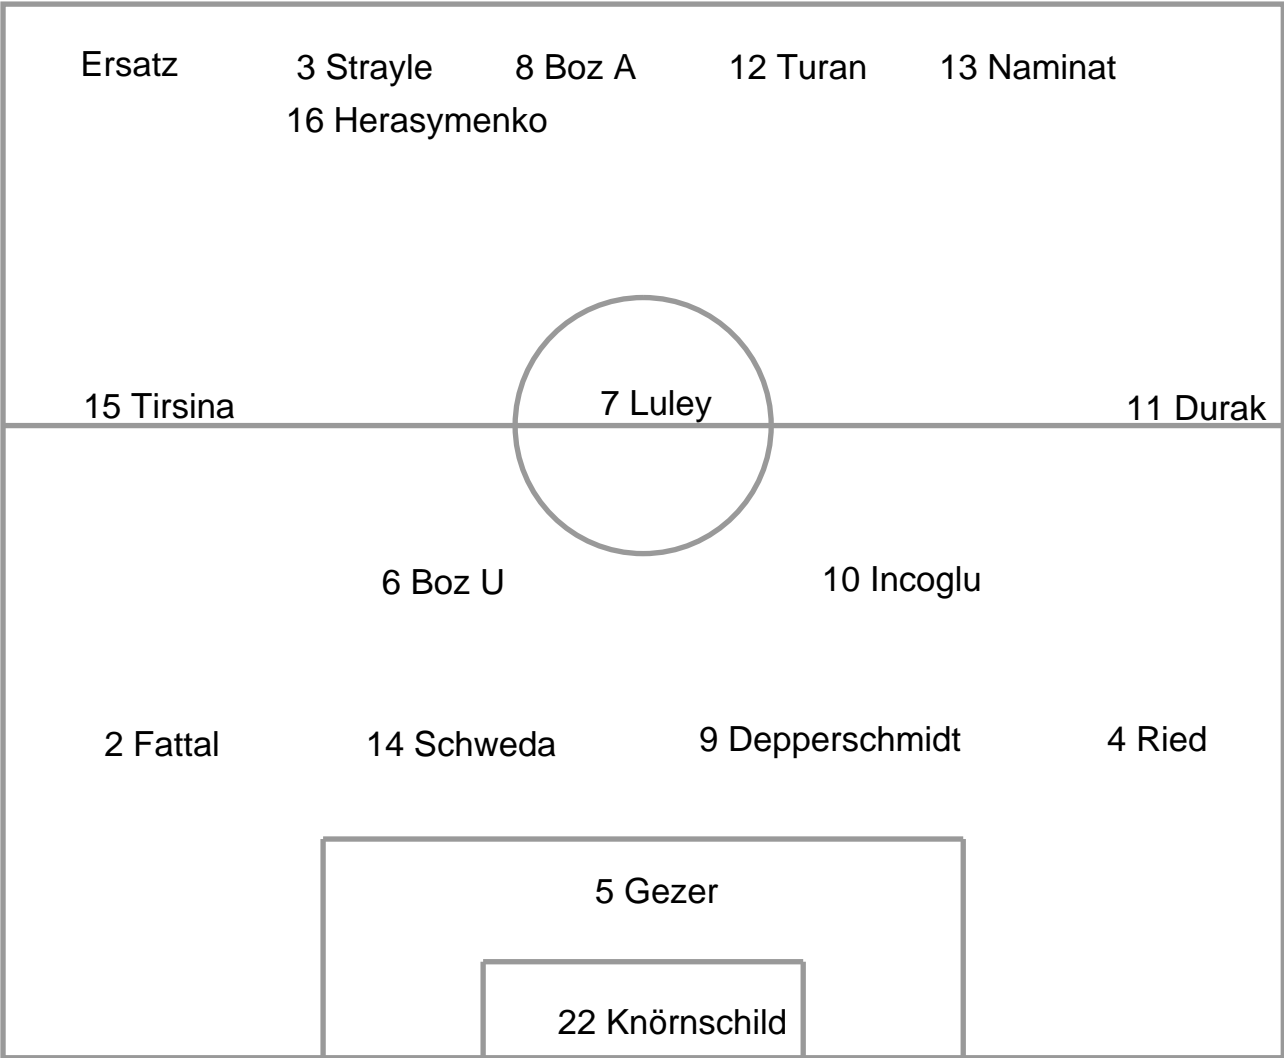 Ersatz 3 Strayle 8 Boz A 12 Turan 13 Naminat
16 Herasymenko
15 Tirsina 7 Luley 11 Durak
6 Boz U 10 Incoglu
2 Fattal 14 Schweda 9 Depperschmidt 4 Ried
5 Gezer
22 Knörnschild